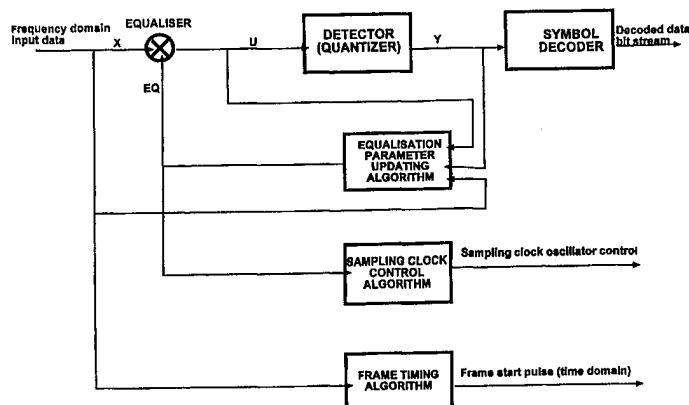 Frequency domain
input data
X
EQUALISER
EQ
U
DETECTOR
(QUANTIZER)
Y
SYMBOL
DECODER
Decoded data
bit stream
EQUALISATION
PARAMETER
UPDATING
ALGORITHM
SAMPLING CLOCK
CONTROL
ALGORITHM
Sampling clock oscillator control
FRAME TIMING
ALGORITHM
Frame start pulse (time domain)